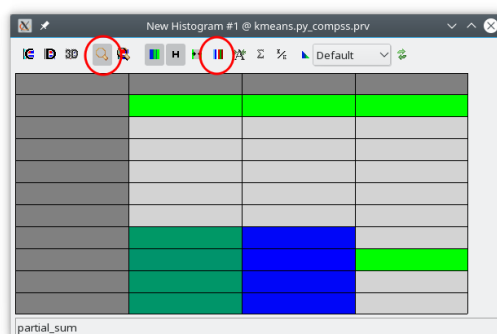 New Histogram #1 @ kmeans.py_compss.prv
3D H Σ Default
partial_sum